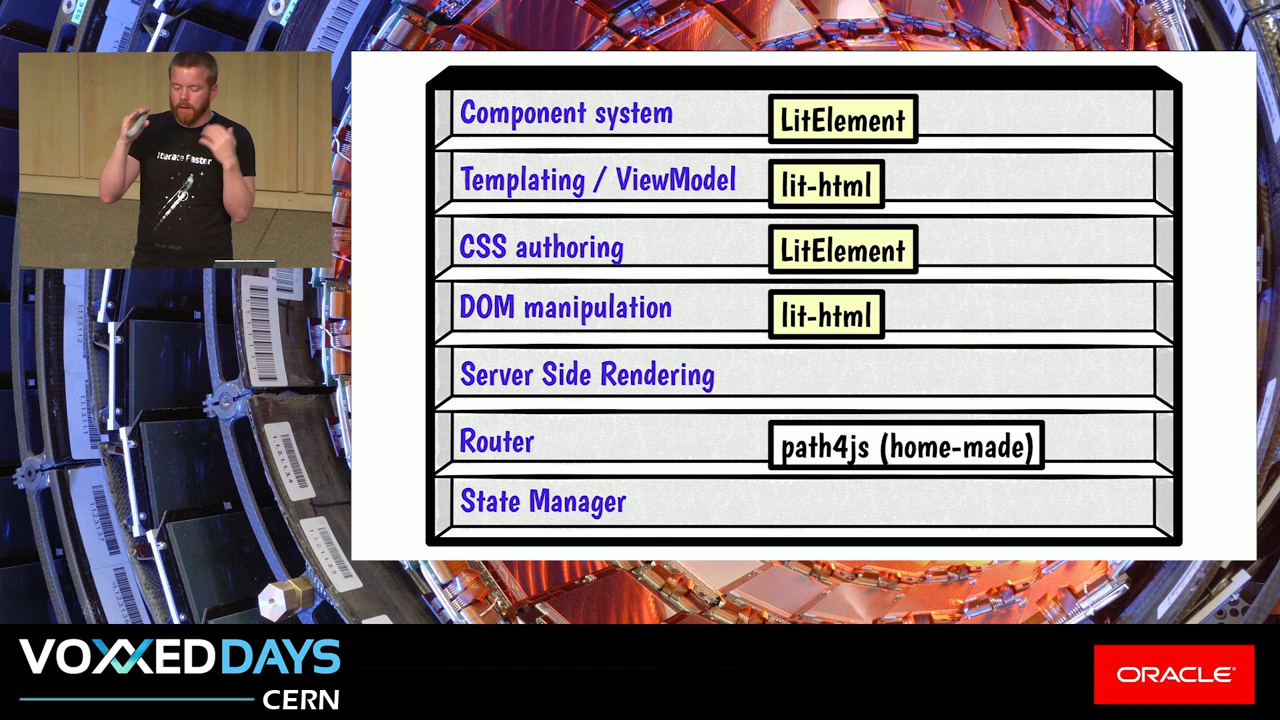 Iterate Faster
Component system
LitElement
Templating / ViewModel
lit-html
CSS authoring
LitElement
DOM manipulation
lit-html
Server Side Rendering
Router
path4js (home-made)
State Manager
VOXXED DAYS
CERN
ORACLE